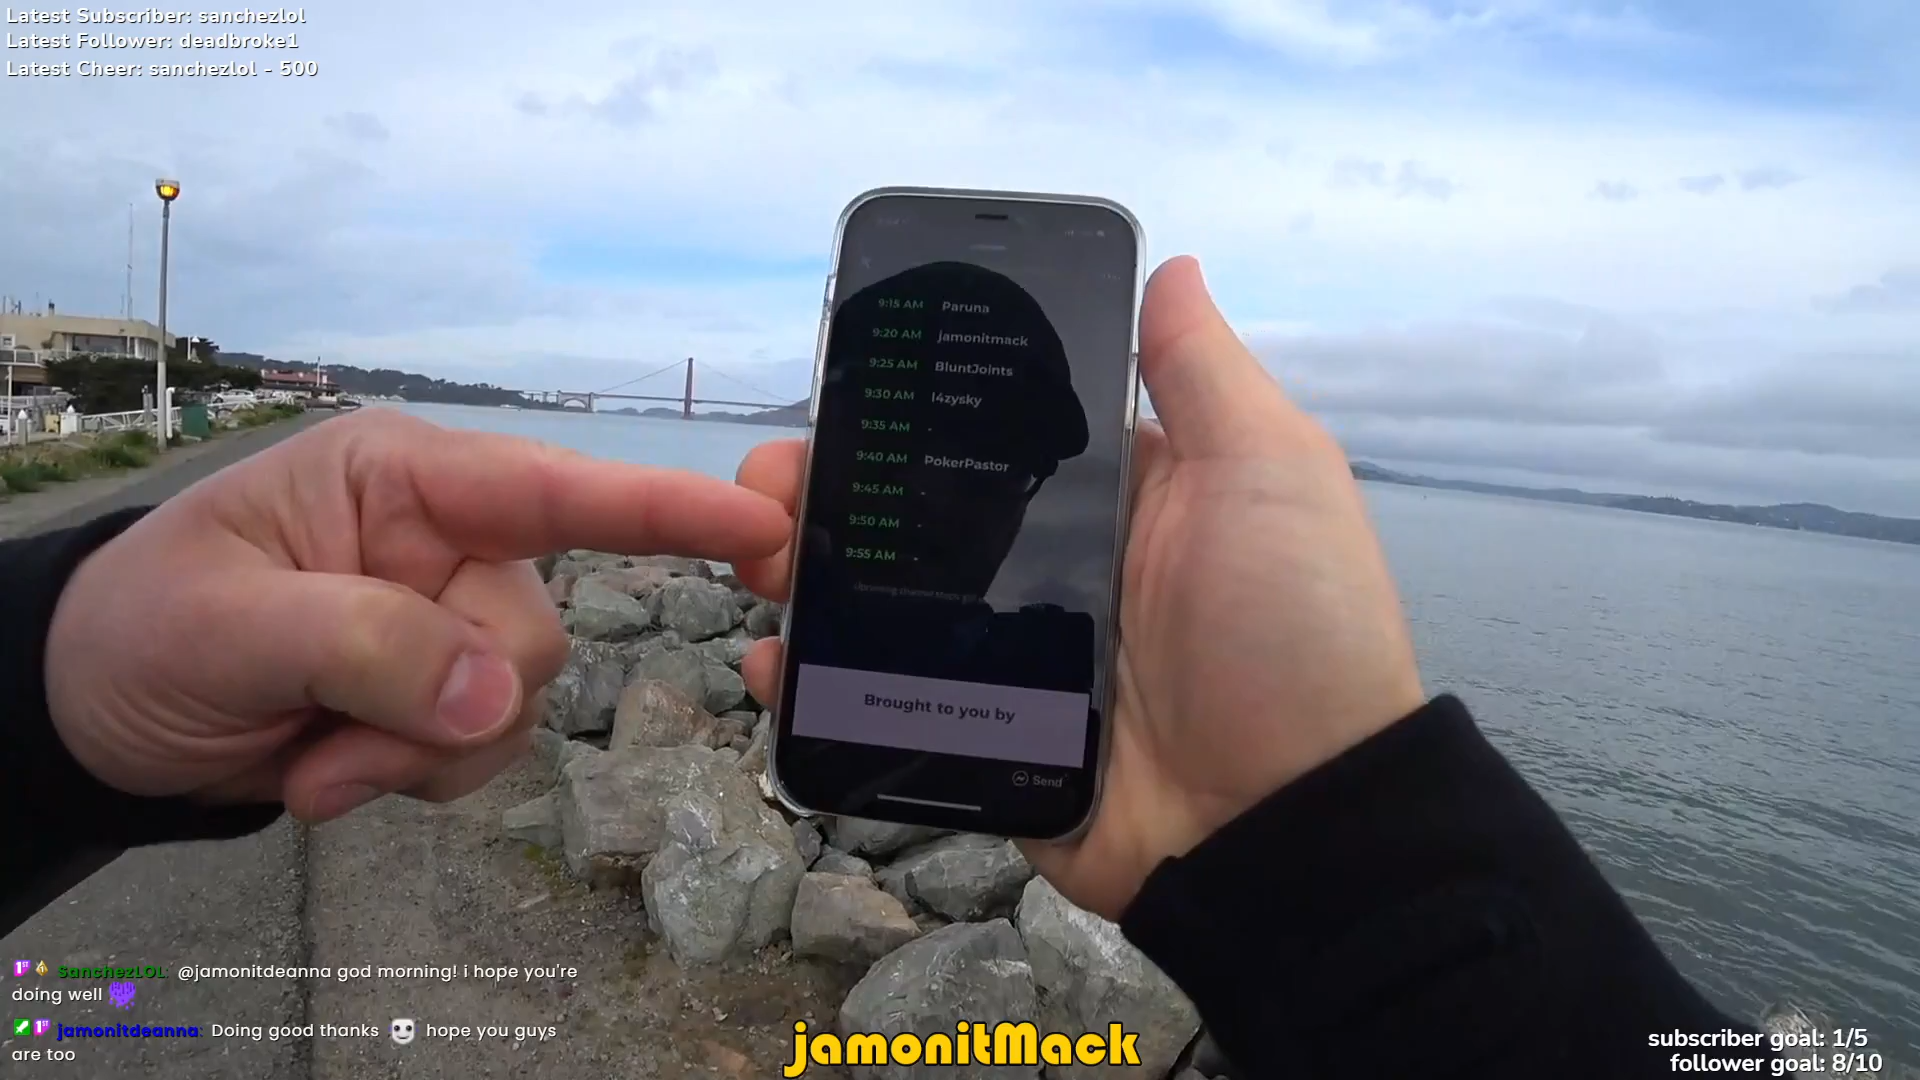 Latest Subscriber: sanchezlol
Latest Follower: deadbroke1
Latest Cheer: sanchezlol - 500
9:15 AM Paruna
9:20 AM jamonitmack
9:25 AM BluntJoints
9:30 AM l4zysky
9:35 AM -
9:40 AM PokerPastor
9:45 AM -
9:50 AM -
9:55 AM -
Brought to you by
Send
SanchezLOL: @jamonitdeanna god morning! i hope you're
doing well
jamonitdeanna: Doing good thanks hope you guys
are too
jamonitMack
subscriber goal: 1/5
follower goal: 8/10